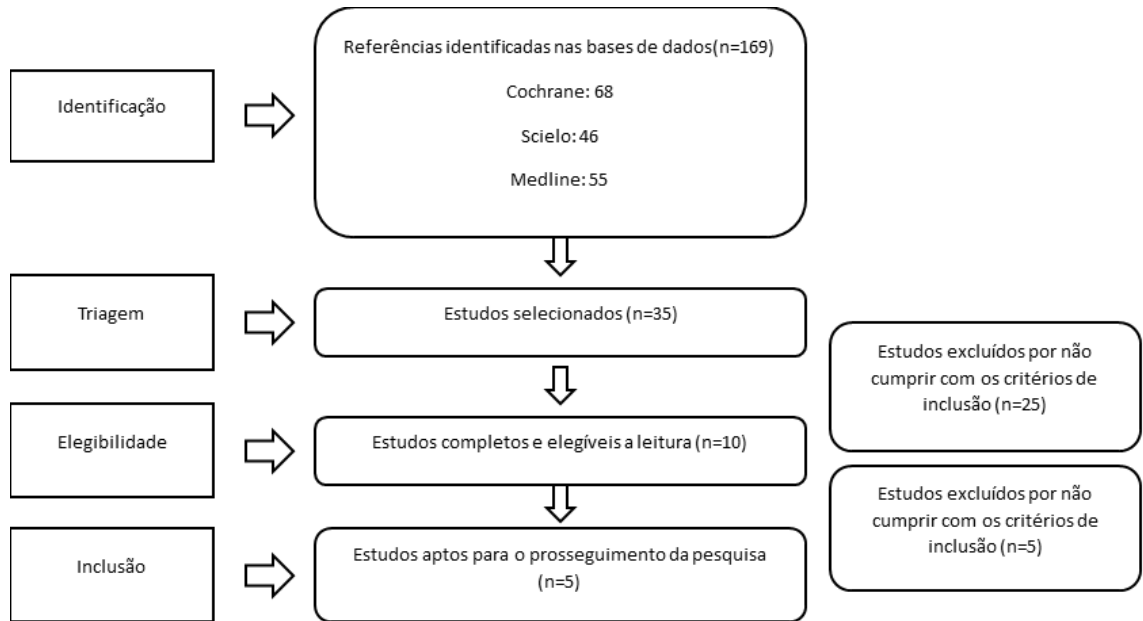 Identificação
Referências identificadas nas bases de dados(n=169)
Cochrane: 68
Scielo: 46
Medline: 55
Triagem
Estudos selecionados (n=35)
Estudos excluídos por não
cumprir com os critérios de
inclusão (n=25)
Elegibilidade
Estudos completos e elegíveis a leitura (n=10)
Estudos excluídos por não
cumprir com os critérios de
inclusão (n=5)
Inclusão
Estudos aptos para o prosseguimento da pesquisa
(n=5)